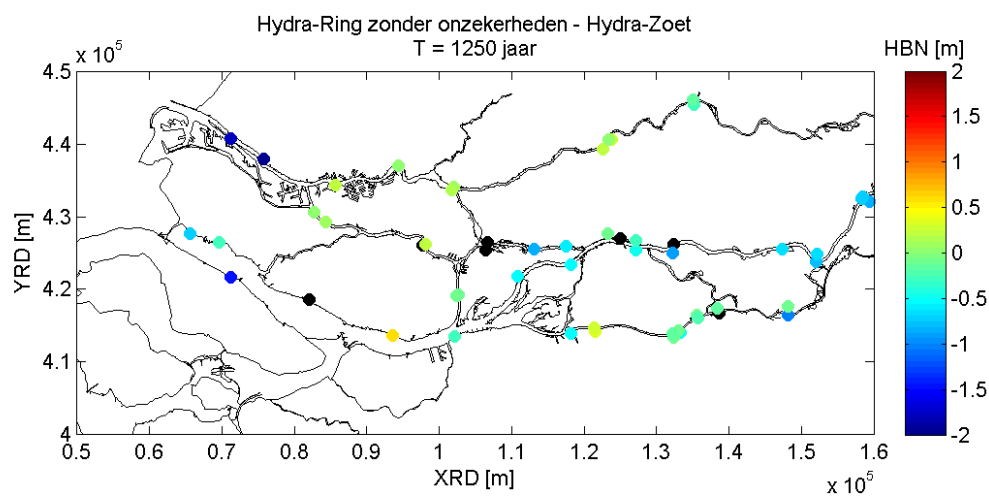 Hydra-Ring zonder onzekerheden - Hydra-Zoet
T = 1250 jaar
x 10^5
HBN [m]
4.5
4.4
4.3
4.2
4.1
4
YRD [m]
0.5 0.6 0.7 0.8 0.9 1 1.1 1.2 1.3 1.4 1.5 1.6
XRD [m]
x 10^5
2
1.5
1
0.5
0
-0.5
-1
-1.5
-2